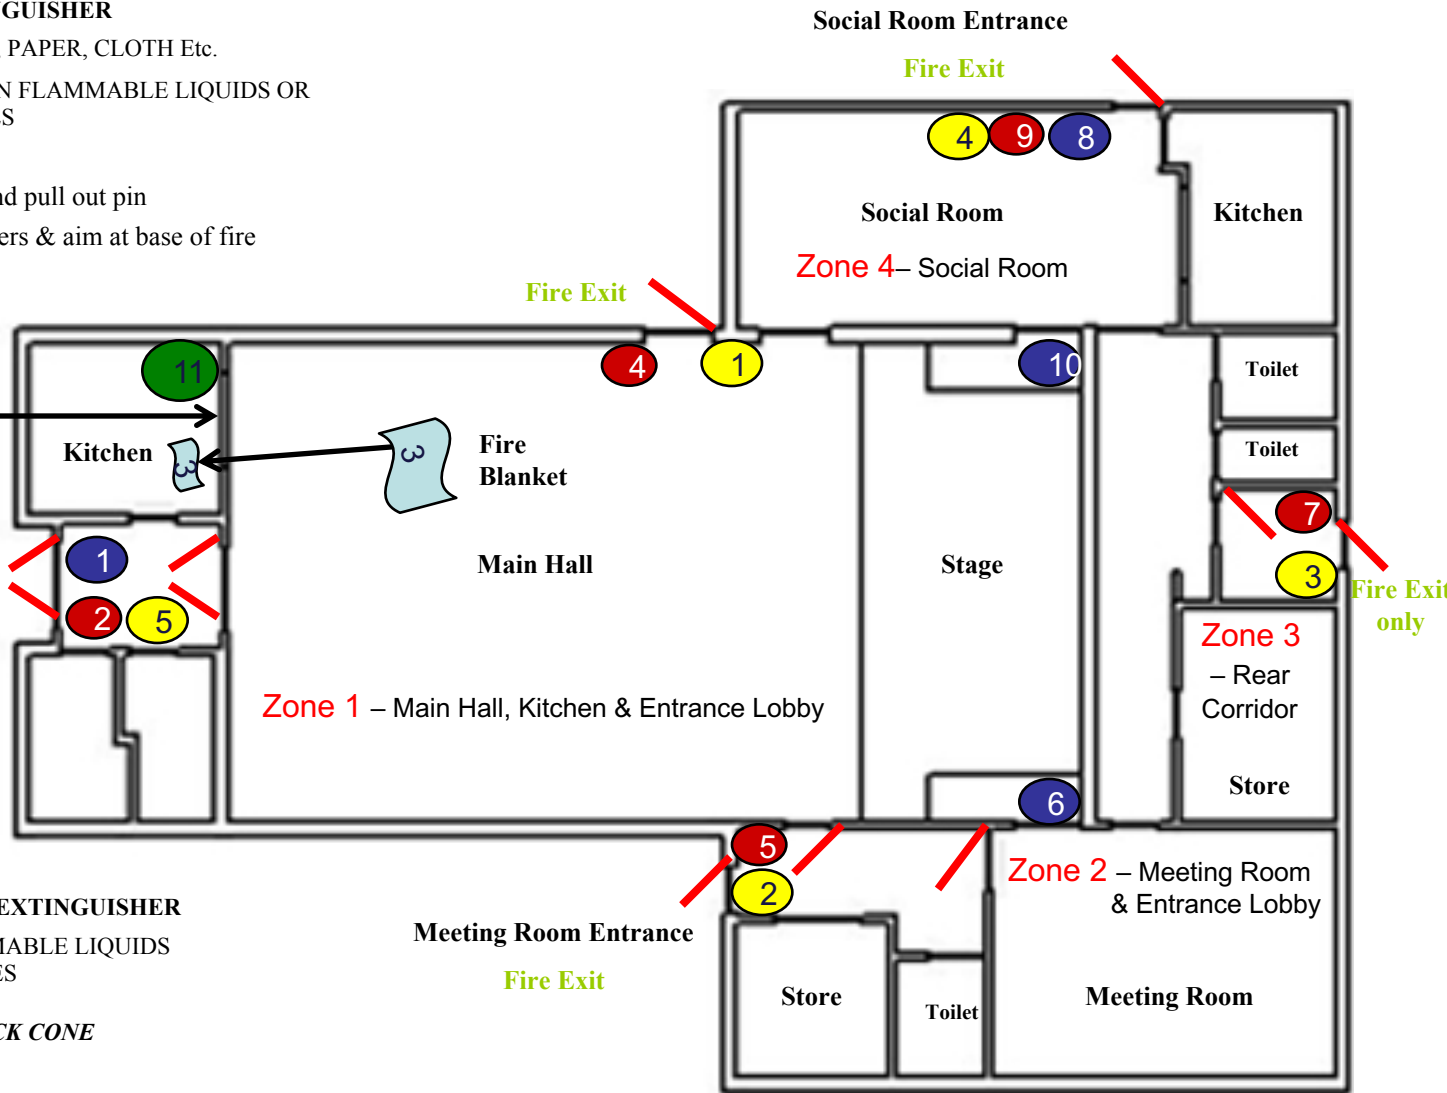 NGUISHER
, PAPER, CLOTH Etc.
N FLAMMABLE LIQUIDS OR
ES
nd pull out pin
ers & aim at base of fire
Social Room Entrance
Fire Exit
4 9 8
Social Room
Kitchen
Zone 4– Social Room
Fire Exit
11
4
1
10
Toilet
Kitchen
3
3
Fire
Blanket
Toilet
7
1
Main Hall
Stage
3
Fire Exit
only
2
5
Zone 3
– Rear
Corridor
Zone 1 – Main Hall, Kitchen & Entrance Lobby
Store
6
5
2
Zone 2 – Meeting Room
& Entrance Lobby
EXTINGUISHER
MABLE LIQUIDS
ES
CK CONE
Meeting Room Entrance
Fire Exit
Store
Toilet
Meeting Room